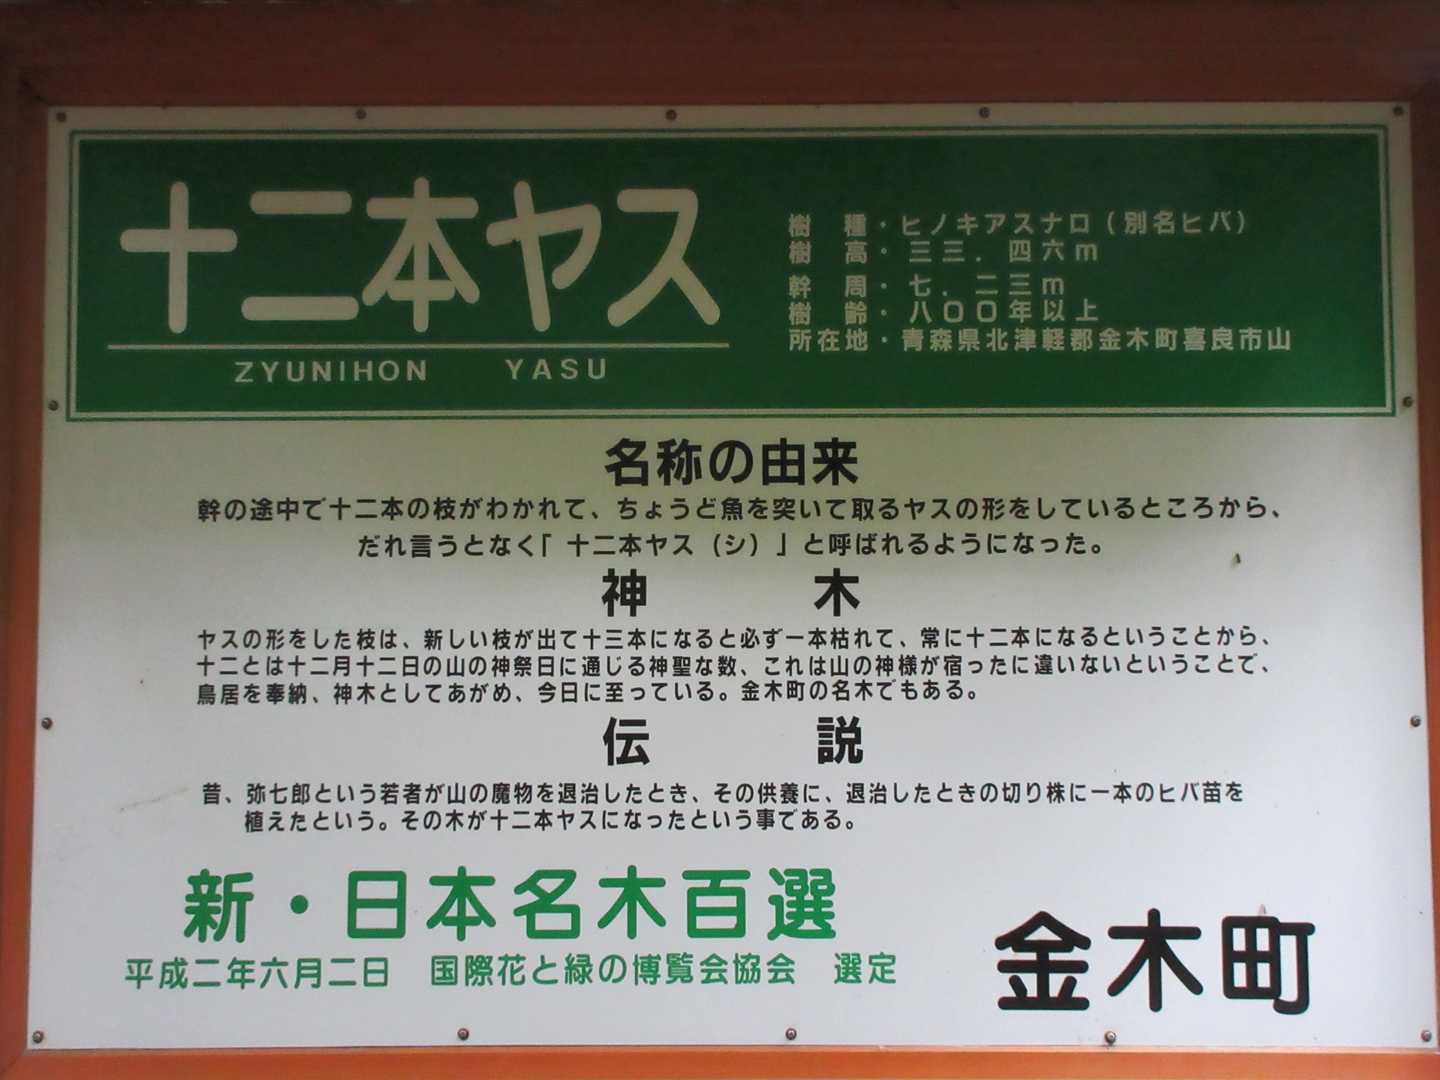 十二本ヤス
ZYUNIHON YASU
樹 種・ヒノキアスナロ(別名ヒバ)
樹 高・三三.四六m
幹 周・七.二三m
樹 齢・八〇〇年以上
所在地・青森県北津軽郡金木町喜良市山
名称の由来
幹の途中で十二本の枝がわかれて、ちょうど魚を突いて取るヤスの形をしているところから、
だれ言うとなく「十二本ヤス(シ)」と呼ばれるようになった。
神 木
ヤスの形をした枝は、新しい枝が出て十三本になると必ず一本枯れて、常に十二本になるということから、
十二とは十二月十二日の山の神祭日に通じる神聖な数、これは山の神様が宿ったに違いないということで、
鳥居を奉納、神木としてあがめ、今日に至っている。金木町の名木でもある。
伝 説
昔、弥七郎という若者が山の魔物を退治したとき、その供養に、退治したときの切り株に一本のヒバ苗を
植えたという。その木が十二本ヤスになったという事である。
新・日本名木百選
平成二年六月二日 国際花と緑の博覧会協会 選定
金木町